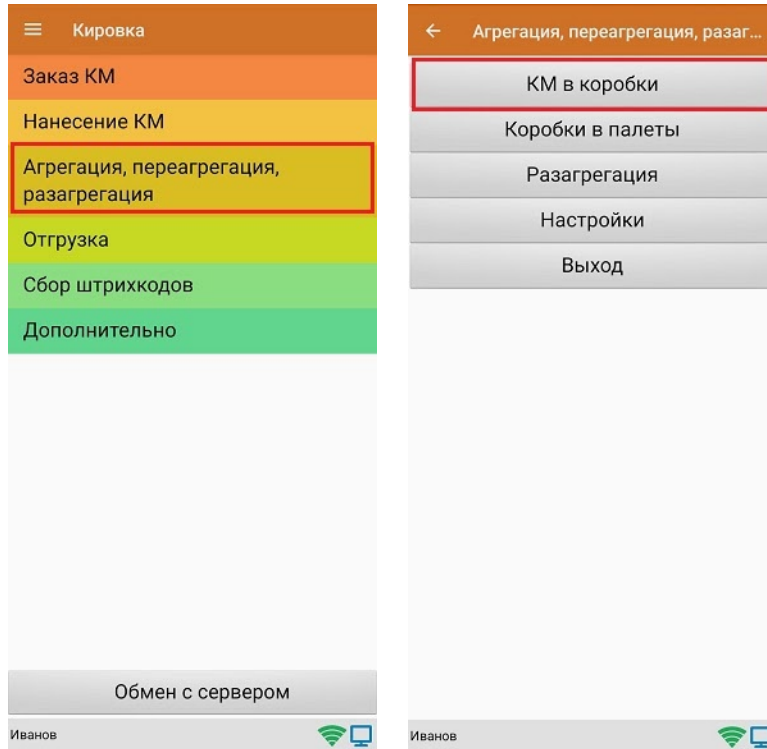 Кировка
Заказ КМ
Нанесение КМ
Агрегация, переагрегация,
разагрегация
Отгрузка
Сбор штрихкодов
Дополнительно
Обмен с сервером
Иванов
Агрегация, переагрегация, разаг...
КМ в коробки
Коробки в палеты
Разагрегация
Настройки
Выход
Иванов